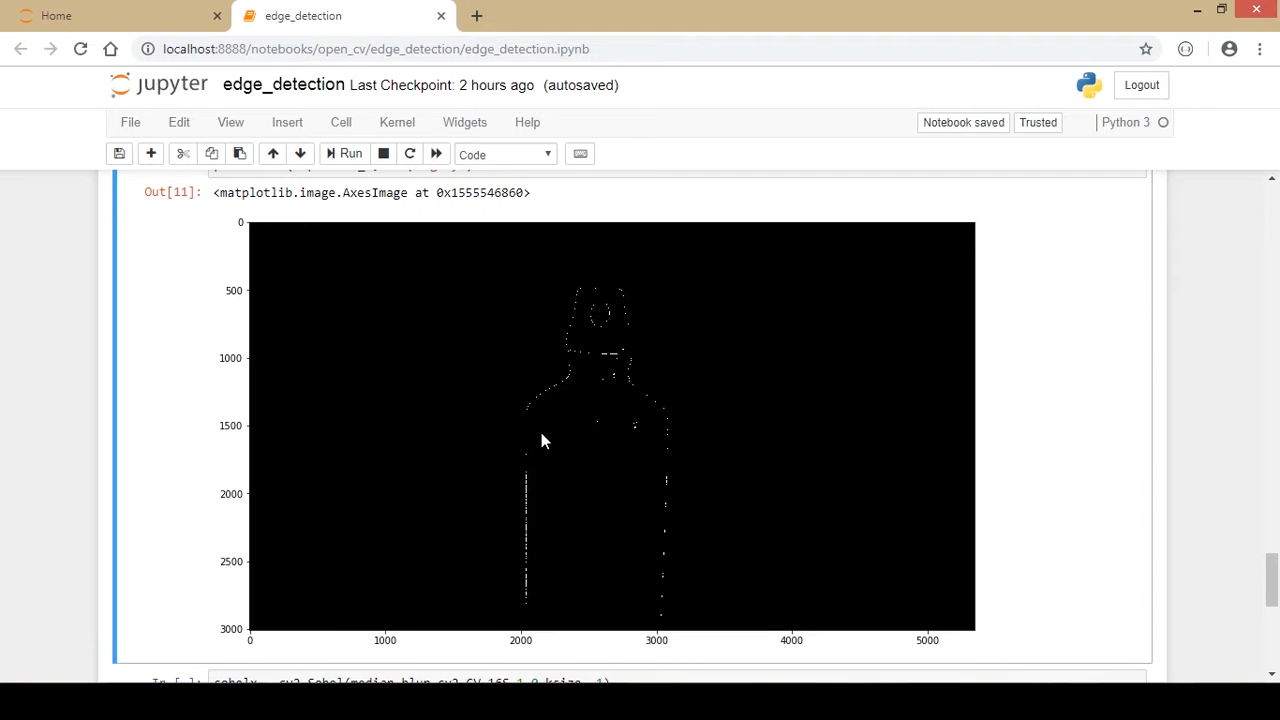 Home
edge_detection
localhost:8888/notebooks/open_cv/edge_detection/edge_detection.ipynb
jupyter edge_detection Last Checkpoint: 2 hours ago (autosaved)
Logout
File Edit View Insert Cell Kernel Widgets Help
Notebook saved Trusted Python 3
Run Code
Out[11]: <matplotlib.image.AxesImage at 0x1555546860>
0
500
1000
1500
2000
2500
3000
0 1000 2000 3000 4000 5000
In [ ]: